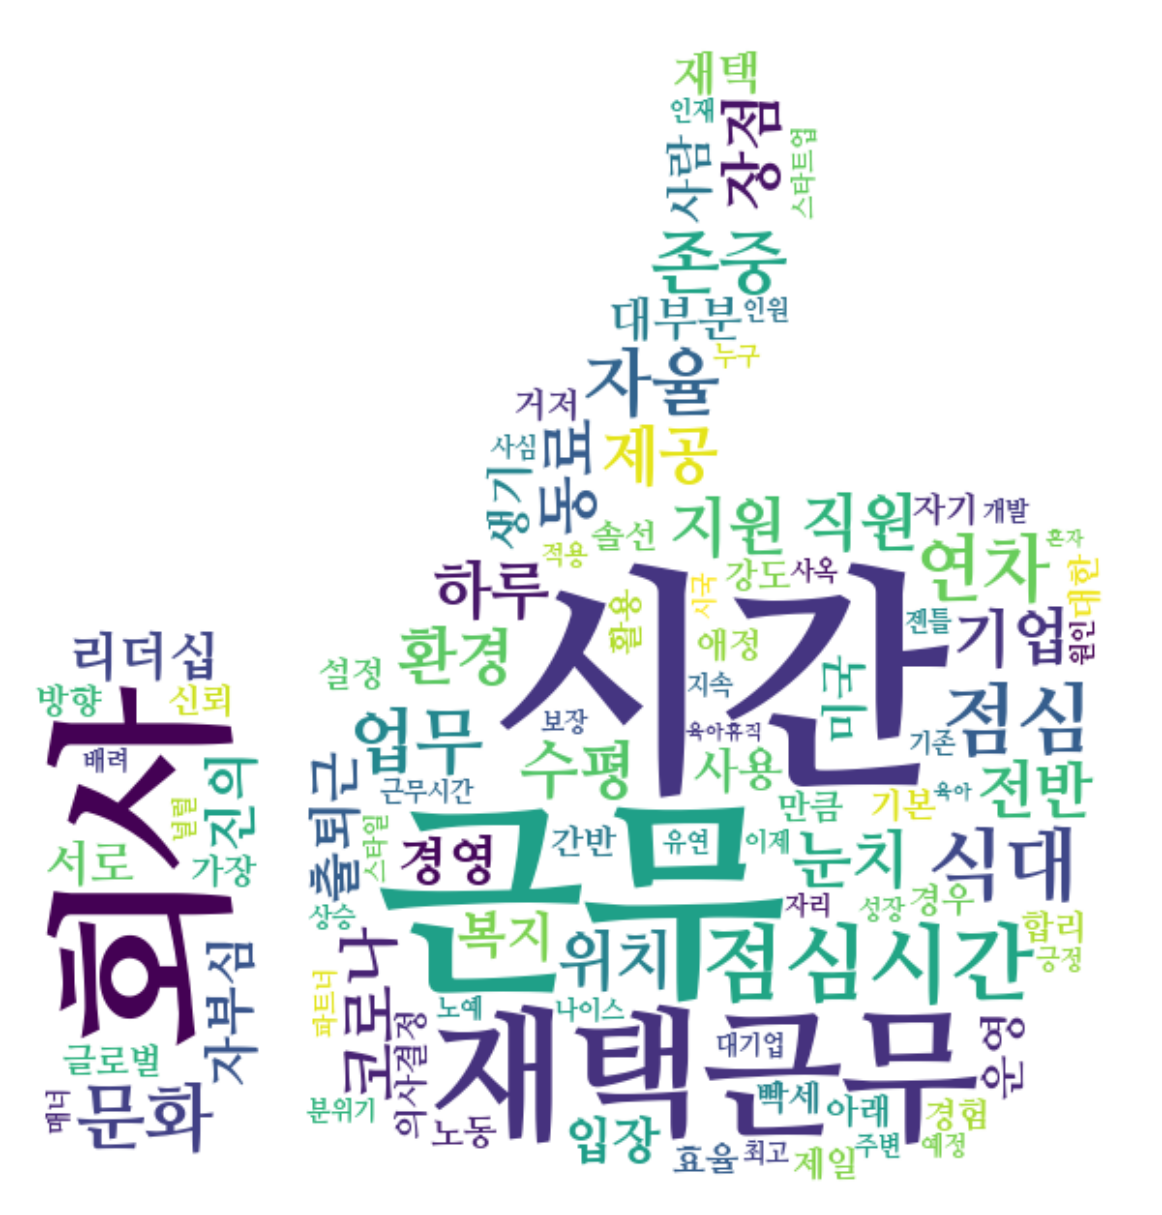 재택
인재
장점
사람
스타트업
존중
대부분
인원
자율
누구
거저
제공
동료
사심
생기
솔선
지원
직원
자기
개발
적용
연차
혼자
하루
시간
강도
사옥
시국
대한
활용
젠틀
기업
원인
환경
애정
미국
설정
지속
점심
업무
보장
육아휴직
기존
수평
사용
전반
출퇴근
근무시간
만큼
기본
육아
근무
경영
스타일
간반
유연
이제
눈치
식대
상승
복지
자리
성장
경우
합리
긍정
위치
점심시간
코로나
파트너
노예
나이스
의사결정
재택근무
대기업
운영
빡세
아래
경험
분위기
노동
입장
효율
최고
제일
주변
예정
리더십
방향
신뢰
회사
배려
진의
널럴
서로
가장
자부심
글로벌
매너
문화